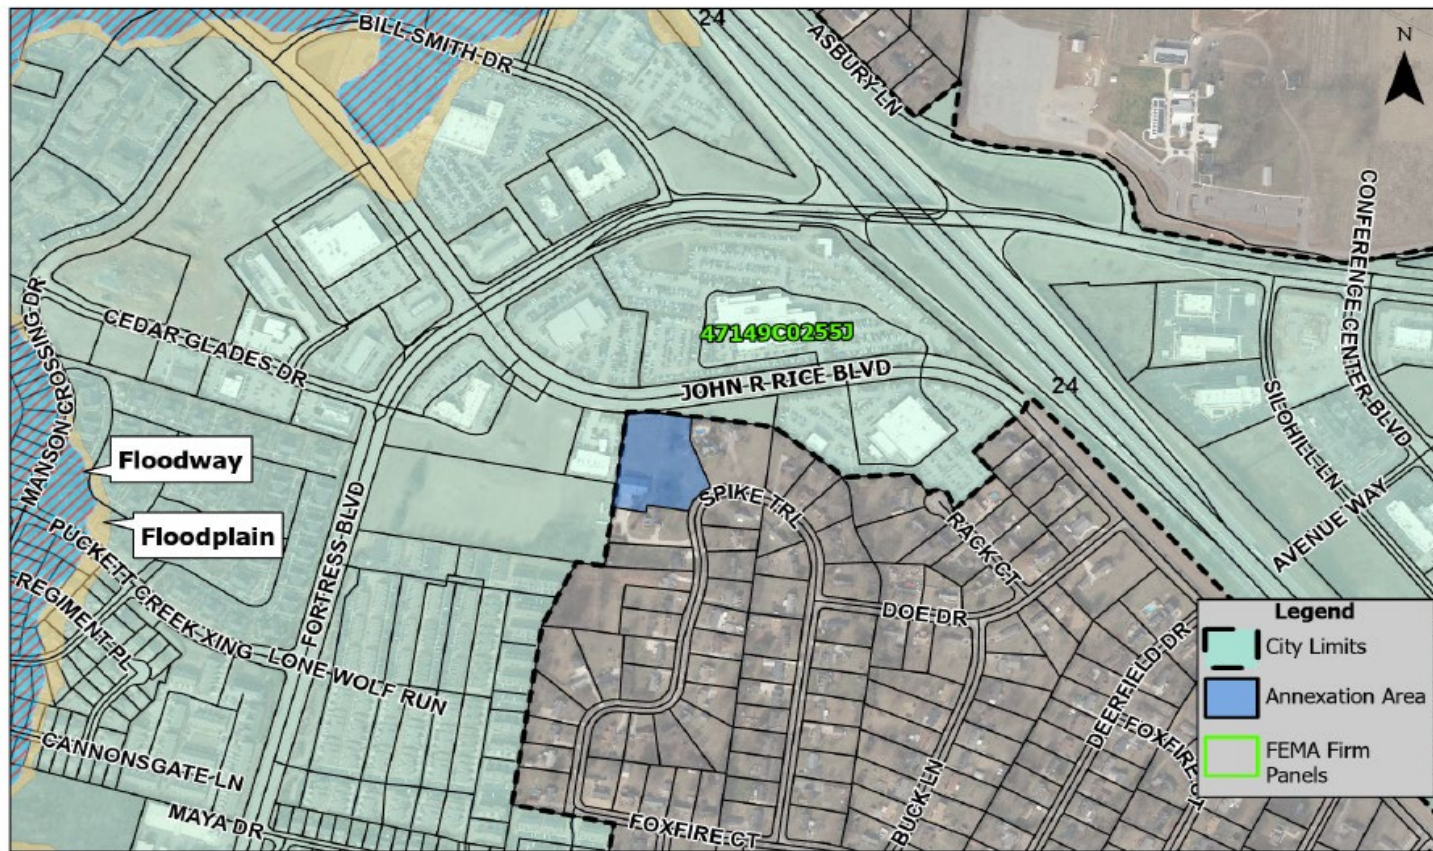 24
BILL SMITH DR
ASBURY LN
N
CONFERENCE CENTER BLVD
MANSON CROSSING DR
CEDAR GLADES DR
47149C0255J
JOHN R RICE BLVD
24
SILOHILL LN
Floodway
Floodplain
FORTRESS BLVD
SPIKE TRL
RACK CT
AVENUE WAY
PUCKETT CREEK XING
REGIMENT PL
LONE WOLF RUN
DOE DR
DEERFIELD DR
FOXFIRE CT
CANNONSGATE LN
MAYA DR
FOXFIRE CT
BUCK LN
Legend
City Limits
Annexation Area
FEMA Firm
Panels